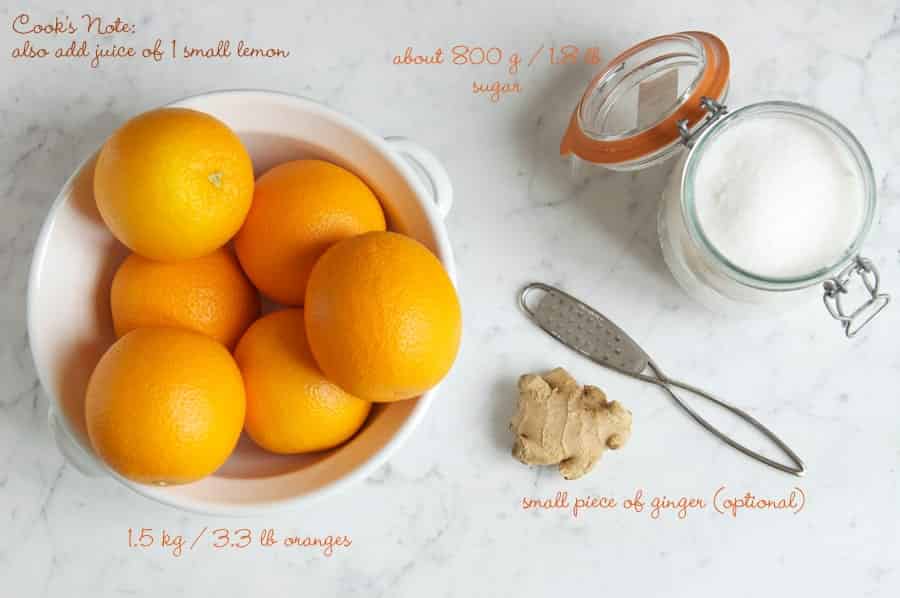 Cook's Note:
also add juice of 1 small lemon
about 800 g / 1.8 lb
sugar
small piece of ginger (optional)
1.5 kg / 3.3 lb oranges